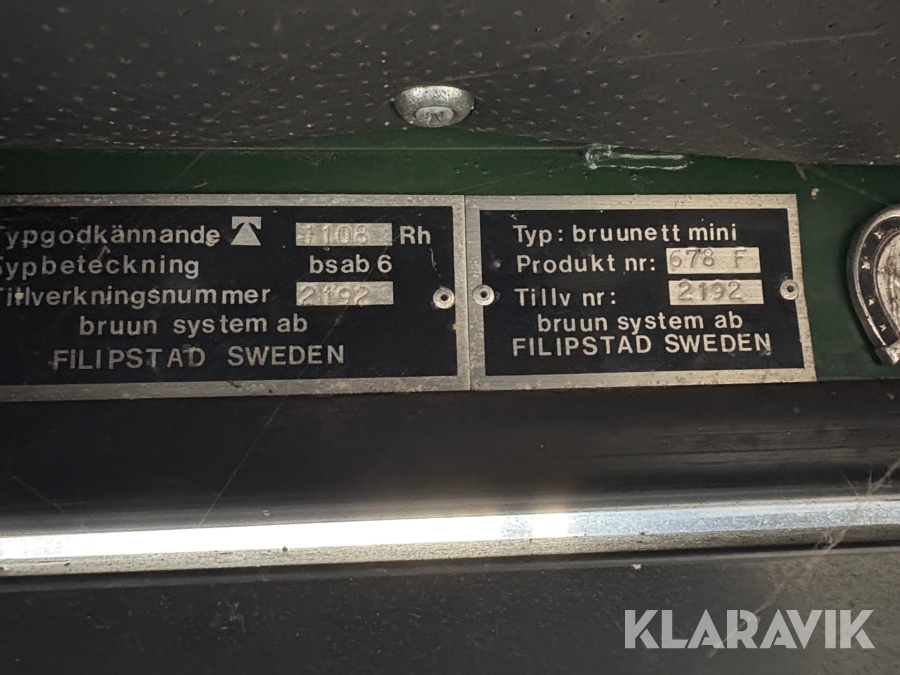 Typgodkännande 1108 Rh
Typbeteckning bsab 6
Tillverkningsnummer 2192
bruun system ab
FILIPSTAD SWEDEN
Typ: bruunett mini
Produkt nr: 678 F
Tillv nr: 2192
bruun system ab
FILIPSTAD SWEDEN
KLARAVIK